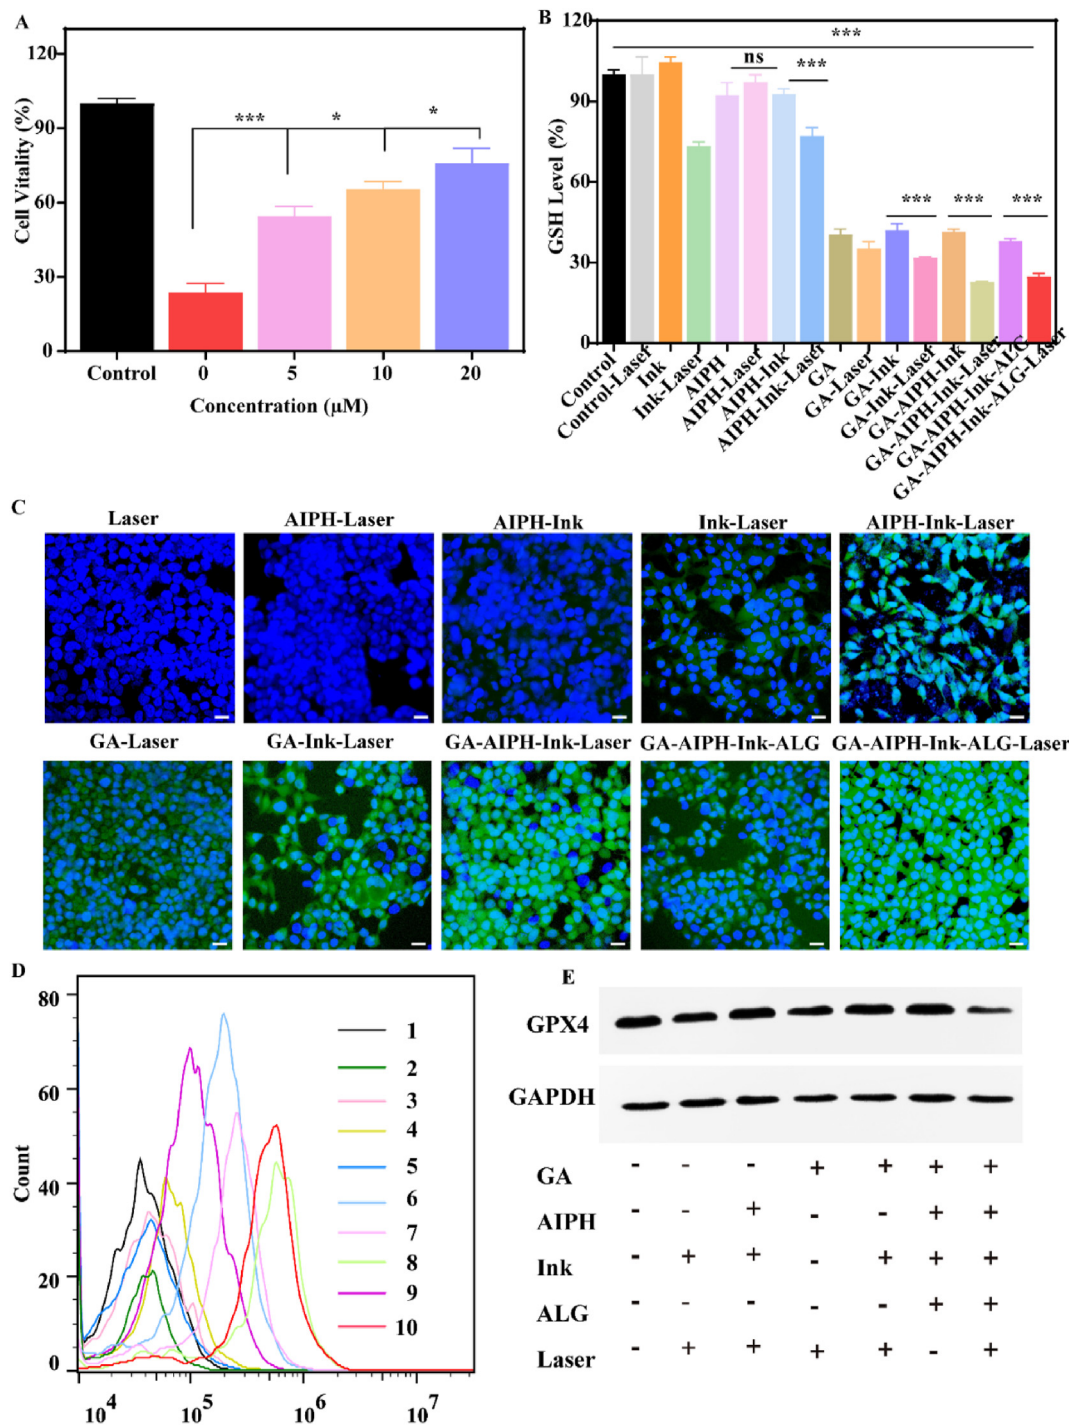 A
120
90
60
30
0
Cell Vitality (%)
***
*
*
Control
0
5
10
20
Concentration (μM)
B
120
90
60
30
0
GSH Level (%)
***
ns
***
***
***
***
Control
Control-Laser
Ink
Ink-Laser
AIPH
AIPH-Laser
AIPH-Ink
AIPH-Ink-Laser
GA
GA-Laser
GA-Ink
GA-Ink-Laser
GA-AIPH-Ink
GA-AIPH-Ink-Laser
GA-AIPH-Ink-ALG
GA-AIPH-Ink-ALG-Laser
C
Laser
AIPH-Laser
AIPH-Ink
Ink-Laser
AIPH-Ink-Laser
GA-Laser
GA-Ink-Laser
GA-AIPH-Ink-Laser
GA-AIPH-Ink-ALG
GA-AIPH-Ink-ALG-Laser
D
80
60
40
20
0
Count
10^4
10^5
10^6
10^7
1
2
3
4
5
6
7
8
9
10
E
GPX4
GAPDH
GA - - - + + + +
AIPH - - + - - + +
Ink - + + - + + +
ALG - - - - - + +
Laser - + + + + - +